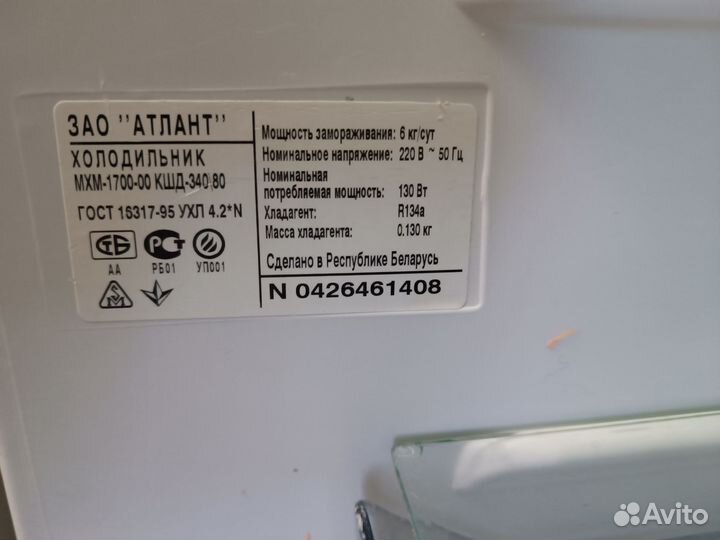 ЗАО "АТЛАНТ"
ХОЛОДИЛЬНИК
МХМ-1700-00 КШД-340/80
ГОСТ 16317-95 УХЛ 4.2*N
СТБ
АА
РСТ
РБ01
УП001
Мощность замораживания: 6 кг/сут
Номинальное напряжение: 220 В ~ 50 Гц
Номинальная
потребляемая мощность: 130 Вт
Хладагент: R134a
Масса хладагента: 0.130 кг
Сделано в Республике Беларусь
N 0426461408
Avito